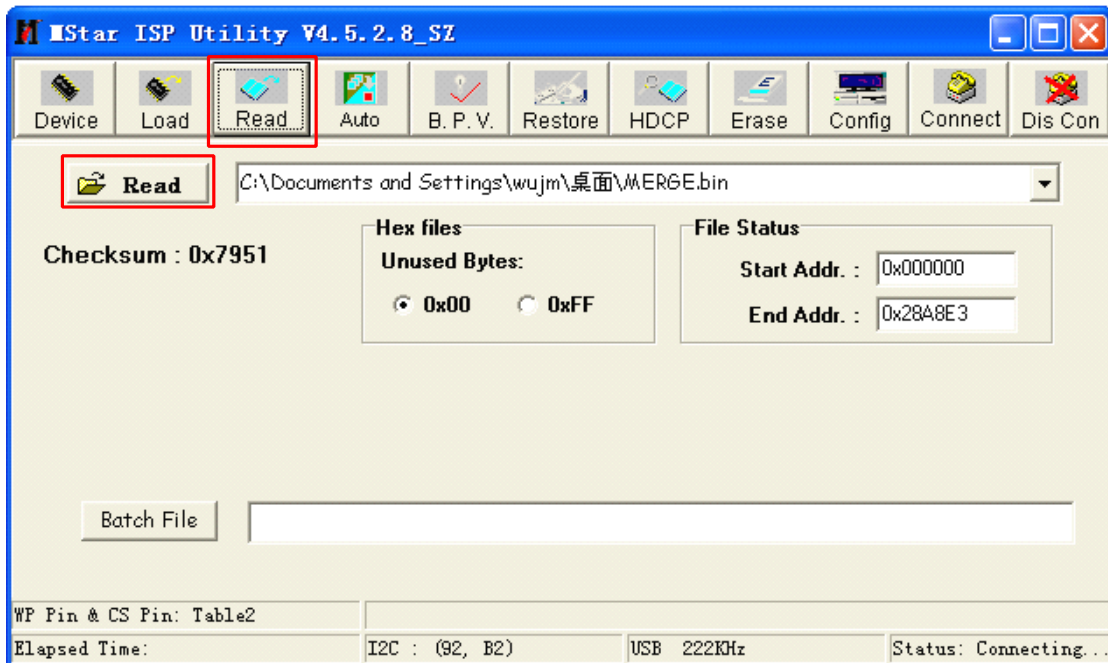 MStar ISP Utility V4.5.2.8_SZ
Device Load Read Auto B.P.V. Restore HDCP Erase Config Connect Dis Con
Read C:\Documents and Settings\wujm\桌面\MERGE.bin
Hex files File Status
Checksum : 0x7951 Unused Bytes: Start Addr. : 0x000000
0x00 0xFF End Addr. : 0x28A8E3
Batch File
WP Pin & CS Pin: Table2
Elapsed Time: I2C : (92, B2) USB 222KHz Status: Connecting...